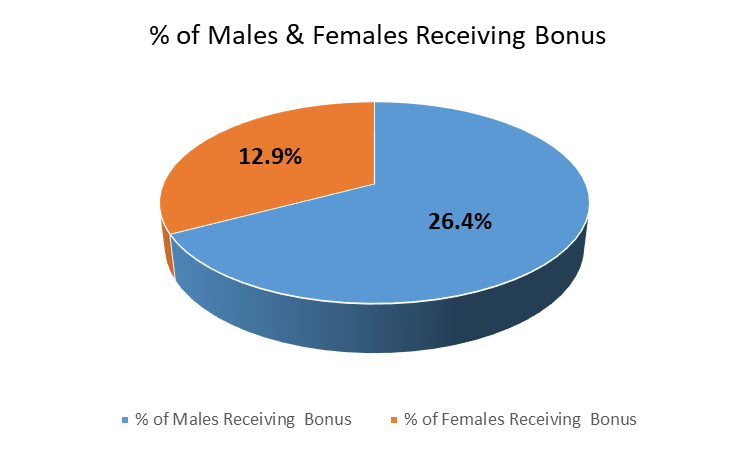 % of Males & Females Receiving Bonus
12.9%
26.4%
% of Males Receiving Bonus
% of Females Receiving Bonus